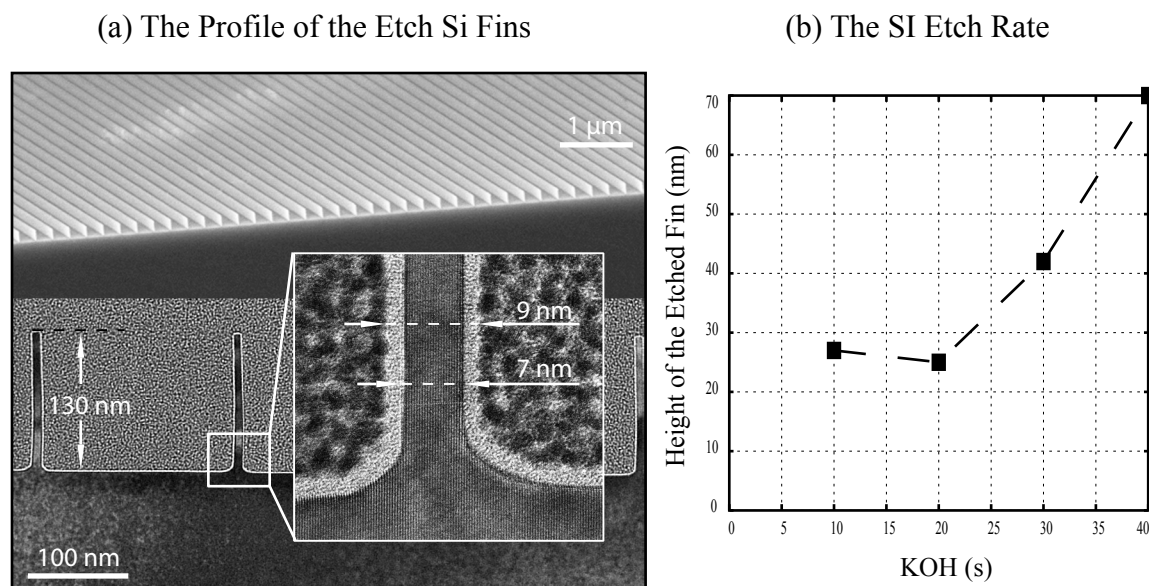 (a) The Profile of the Etch Si Fins
1 µm
9 nm
7 nm
130 nm
100 nm
(b) The SI Etch Rate
Height of the Etched Fin (nm)
70
60
50
40
30
20
10
0
0 5 10 15 20 25 30 35 40
KOH (s)